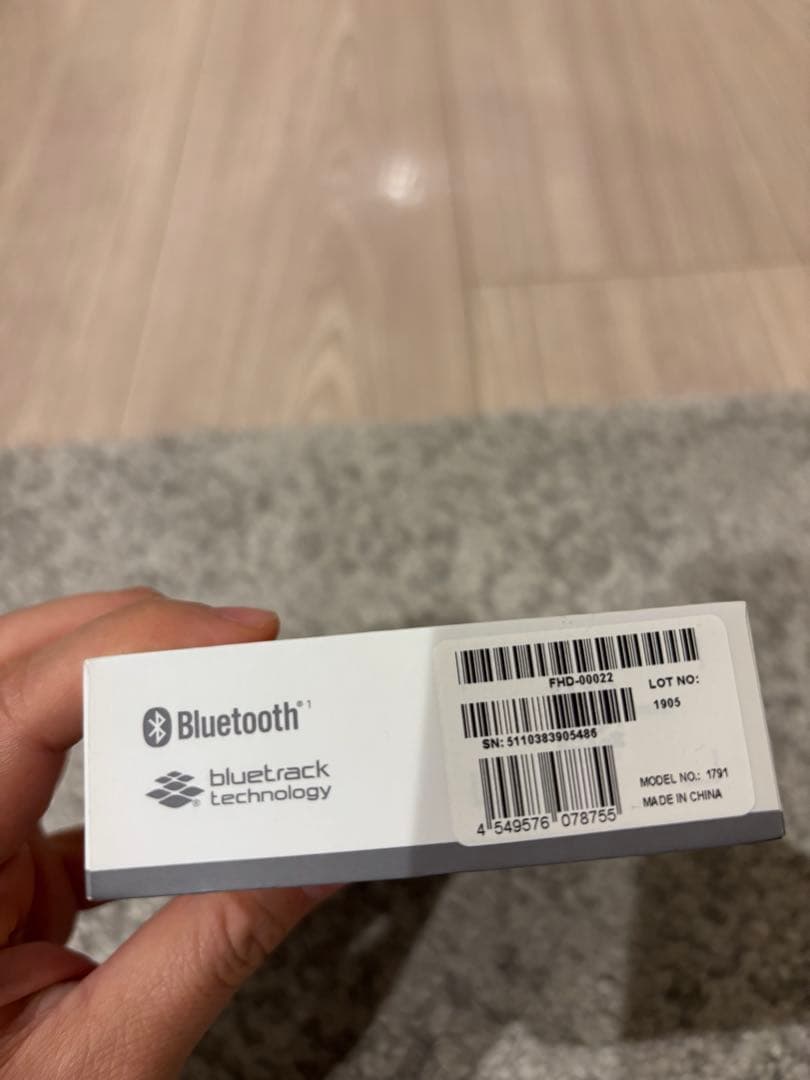 Bluetooth® 1
bluetrack
technology®
FHD-00022
LOT NO:
1905
SN: 5110383905486
4 549576 078755
MODEL NO.: 1791
MADE IN CHINA